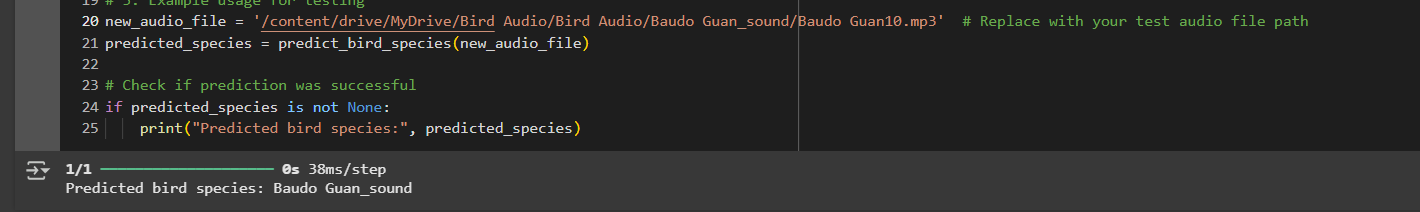 19 # 5. Example usage for testing
20 new_audio_file = '/content/drive/MyDrive/Bird Audio/Bird Audio/Baudo Guan_sound/Baudo Guan10.mp3'  # Replace with your test audio file path
21 predicted_species = predict_bird_species(new_audio_file)
22
23 # Check if prediction was successful
24 if predicted_species is not None:
25     print("Predicted bird species:", predicted_species)
1/1 ━━━━━━━━━━━━━━━━━━━━ 0s 38ms/step
Predicted bird species: Baudo Guan_sound